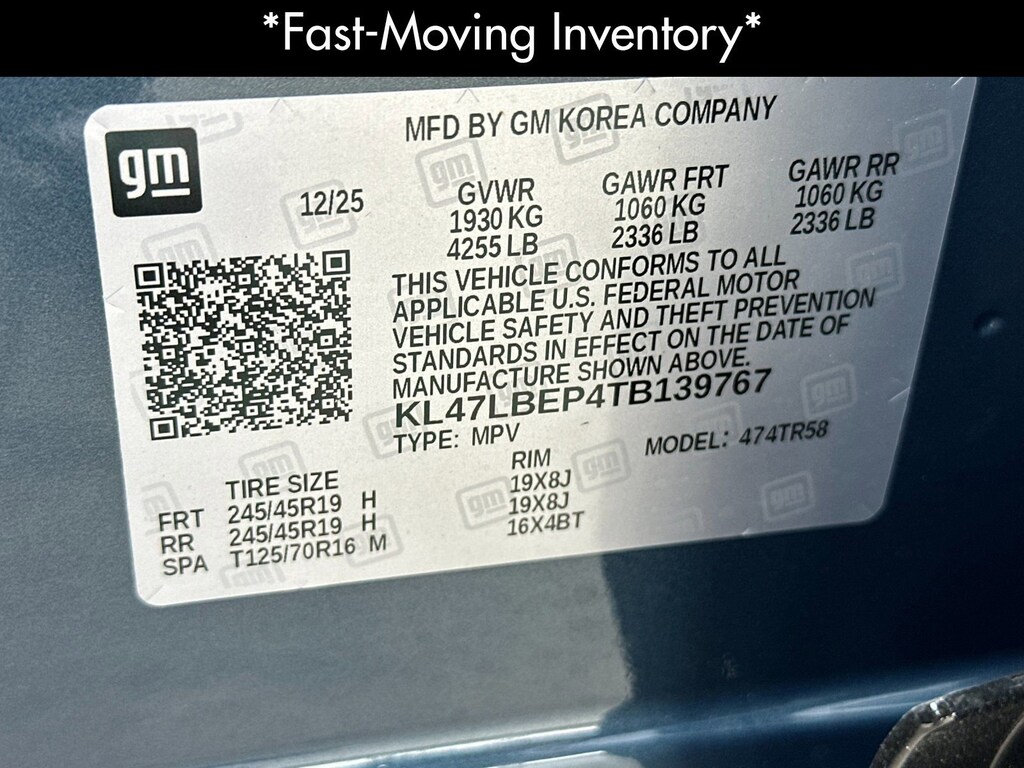 *Fast-Moving Inventory*
gm
MFD BY GM KOREA COMPANY
12/25
GVWR
1930 KG
4255 LB
GAWR FRT
1060 KG
2336 LB
GAWR RR
1060 KG
2336 LB
THIS VEHICLE CONFORMS TO ALL
APPLICABLE U.S. FEDERAL MOTOR
VEHICLE SAFETY AND THEFT PREVENTION
STANDARDS IN EFFECT ON THE DATE OF
MANUFACTURE SHOWN ABOVE.
KL47LBEP4TB139767
TYPE: MPV
MODEL: 474TR58
TIRE SIZE RIM
FRT 245/45R19 H 19X8J
RR 245/45R19 H 19X8J
SPA T125/70R16 M 16X4BT